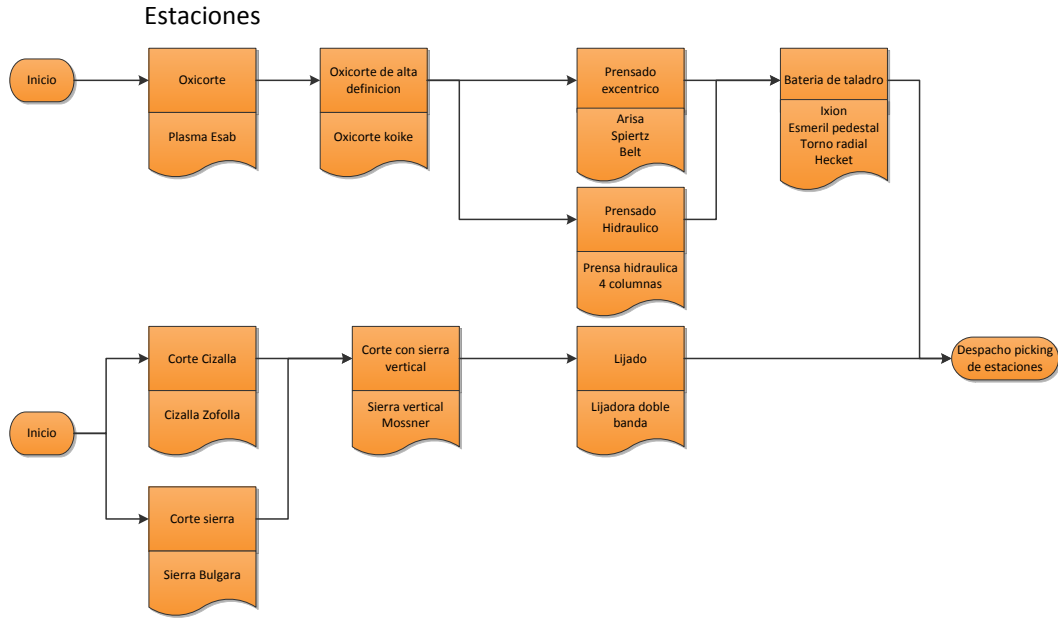 Estaciones
Inicio
Oxicorte
Plasma Esab
Oxicorte de alta
definicion
Oxicorte koike
Prensado
excentrico
Arisa
Spiertz
Belt
Bateria de taladro
Ixion
Esmeril pedestal
Torno radial
Hecket
Prensado
Hidraulico
Prensa hidraulica
4 columnas
Inicio
Corte Cizalla
Cizalla Zofolla
Corte sierra
Sierra Bulgara
Corte con sierra
vertical
Sierra vertical
Mossner
Lijado
Lijadora doble
banda
Despacho picking
de estaciones